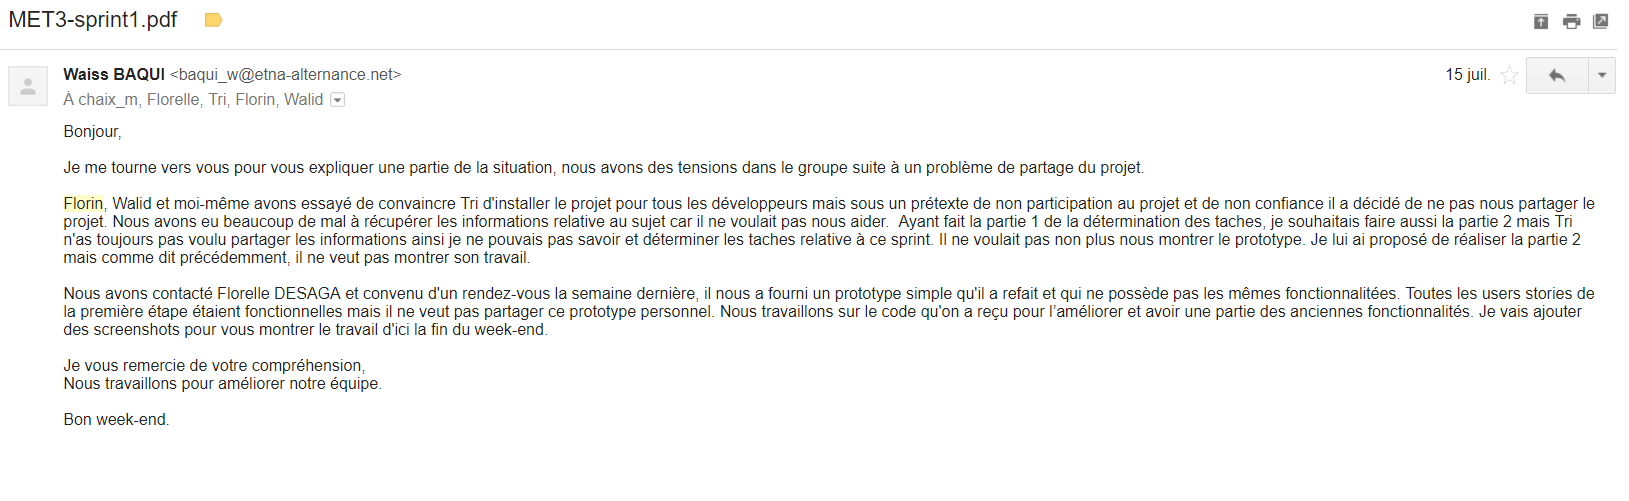 MET3-sprint1.pdf
Waiss BAQUI <baqui_w@etna-alternance.net>
15 juil.
À chaix_m, Florelle, Tri, Florin, Walid
Bonjour,
Je me tourne vers vous pour vous expliquer une partie de la situation, nous avons des tensions dans le groupe suite à un problème de partage du projet.
Florin, Walid et moi-même avons essayé de convaincre Tri d'installer le projet pour tous les développeurs mais sous un prétexte de non participation au projet et de non confiance il a décidé de ne pas nous partager le
projet. Nous avons eu beaucoup de mal à récupérer les informations relative au sujet car il ne voulait pas nous aider.  Ayant fait la partie 1 de la détermination des taches, je souhaitais faire aussi la partie 2 mais Tri
n'as toujours pas voulu partager les informations ainsi je ne pouvais pas savoir et déterminer les taches relative à ce sprint. Il ne voulait pas non plus nous montrer le prototype. Je lui ai proposé de réaliser la partie 2
mais comme dit précédemment, il ne veut pas montrer son travail.
Nous avons contacté Florelle DESAGA et convenu d'un rendez-vous la semaine dernière, il nous a fourni un prototype simple qu'il a refait et qui ne possède pas les mêmes fonctionnalitées. Toutes les users stories de
la première étape étaient fonctionnelles mais il ne veut pas partager ce prototype personnel. Nous travaillons sur le code qu'on a reçu pour l'améliorer et avoir une partie des anciennes fonctionnalités. Je vais ajouter
des screenshots pour vous montrer le travail d'ici la fin du week-end.
Je vous remercie de votre compréhension,
Nous travaillons pour améliorer notre équipe.
Bon week-end.